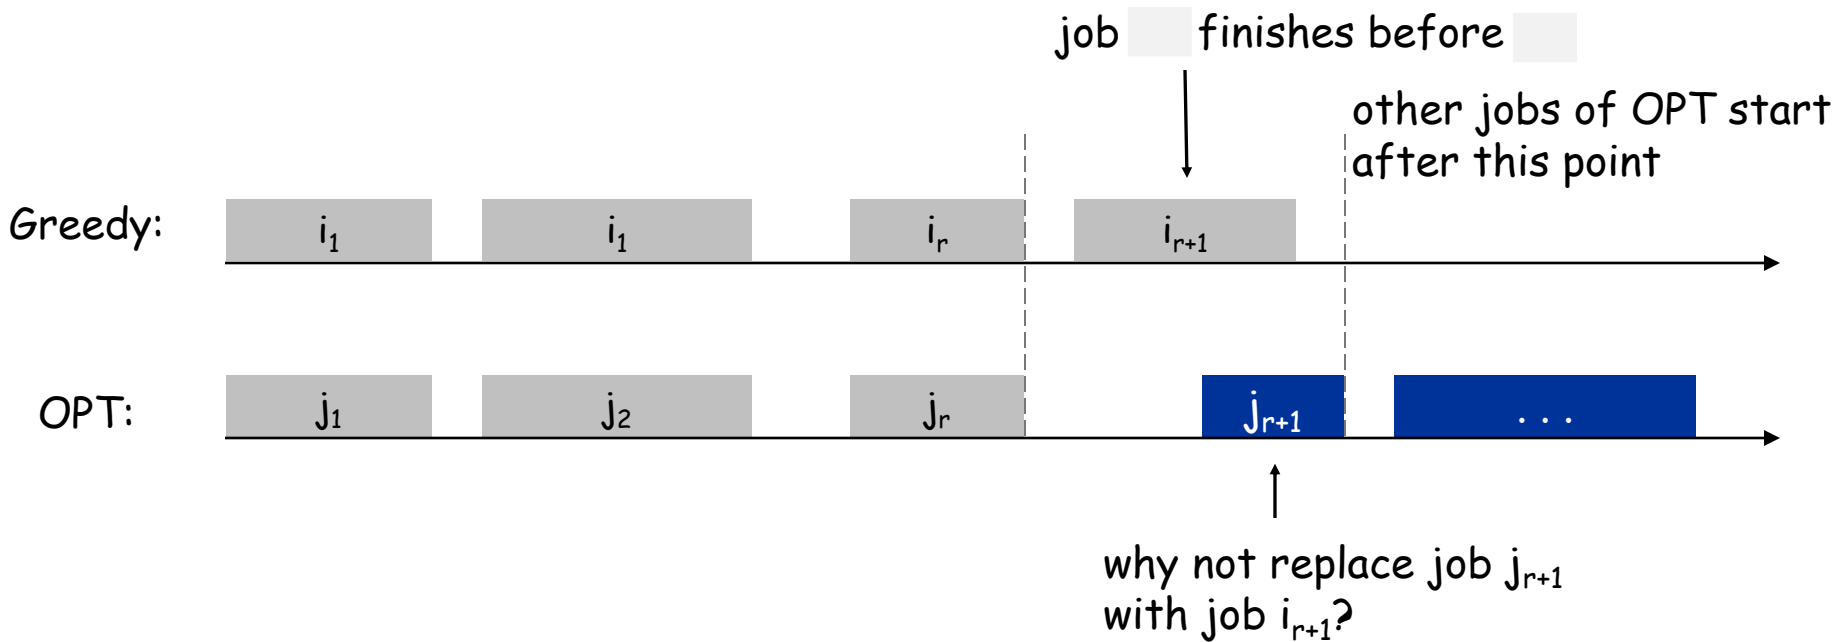 job finishes before
other jobs of OPT start
after this point
Greedy: i₁ i₁ iᵣ iᵣ₊₁
OPT: j₁ j₂ jᵣ jᵣ₊₁ . . .
why not replace job jᵣ₊₁
with job iᵣ₊₁?